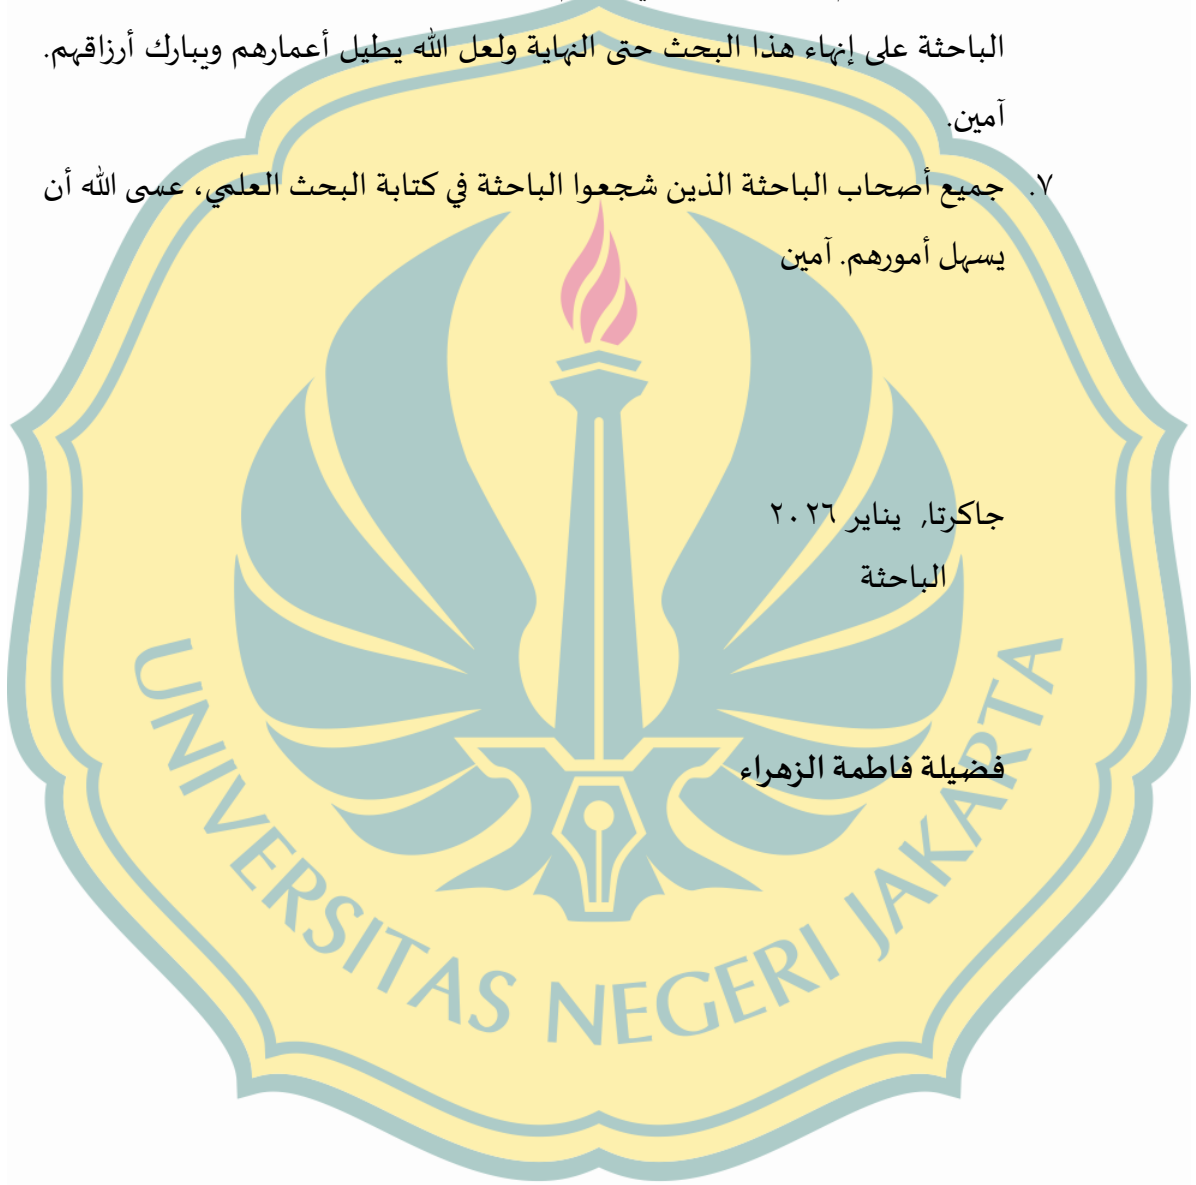 الباحثة على إنهاء هذا البحث حتى النهاية ولعل الله يطيل أعمارهم ويبارك أرزاقهم.
آمين.
٧. جميع أصحاب الباحثة الذين شجعوا الباحثة في كتابة البحث العلمي، عسى الله أن
يسهل أمورهم. آمين
جاكرتا, يناير ٢٠٢٦
الباحثة
فضيلة فاطمة الزهراء
UNIVERSITAS NEGERI JAKARTA